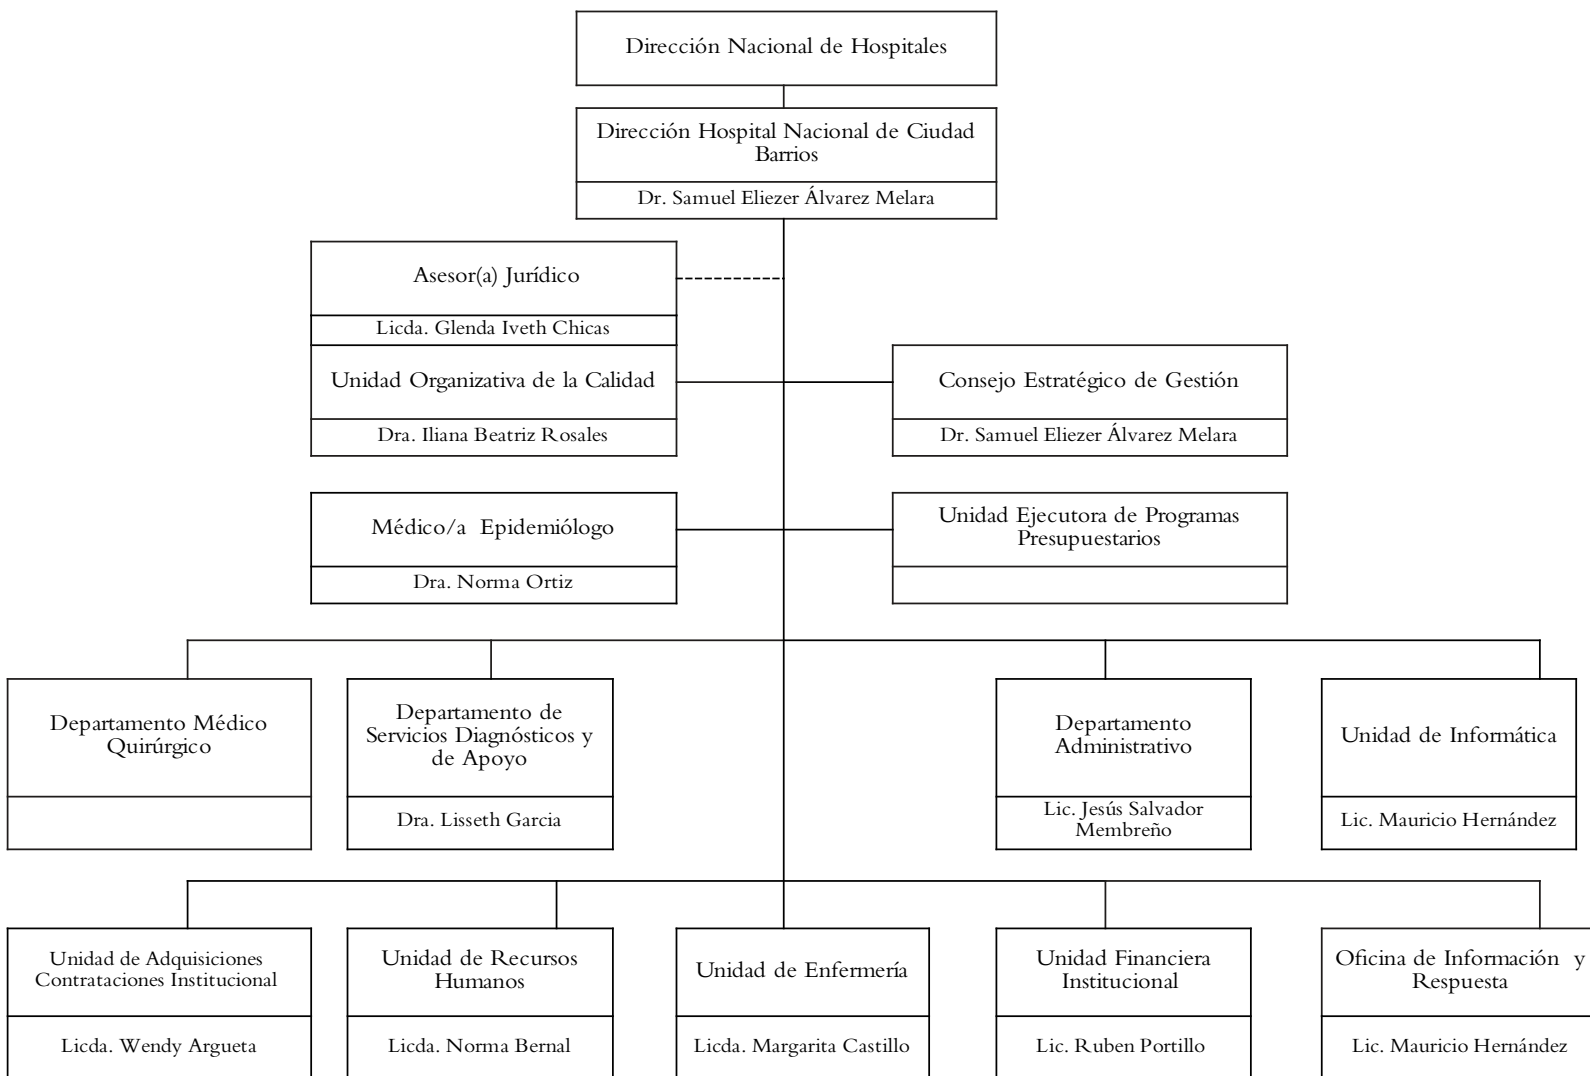 Dirección Nacional de Hospitales
Dirección Hospital Nacional de Ciudad
Barrios
Dr. Samuel Eliezer Álvarez Melara
Asesor(a) Jurídico
Licda. Glenda Iveth Chicas
Unidad Organizativa de la Calidad
Dra. Iliana Beatriz Rosales
Consejo Estratégico de Gestión
Dr. Samuel Eliezer Álvarez Melara
Médico/a Epidemiólogo
Dra. Norma Ortiz
Unidad Ejecutora de Programas
Presupuestarios
Departamento Médico
Quirúrgico
Departamento de
Servicios Diagnósticos y
de Apoyo
Dra. Lisseth Garcia
Departamento
Administrativo
Lic. Jesús Salvador
Membreño
Unidad de Informática
Lic. Mauricio Hernández
Unidad de Adquisiciones
Contrataciones Institucional
Licda. Wendy Argueta
Unidad de Recursos
Humanos
Licda. Norma Bernal
Unidad de Enfermería
Licda. Margarita Castillo
Unidad Financiera
Institucional
Lic. Ruben Portillo
Oficina de Información y
Respuesta
Lic. Mauricio Hernández